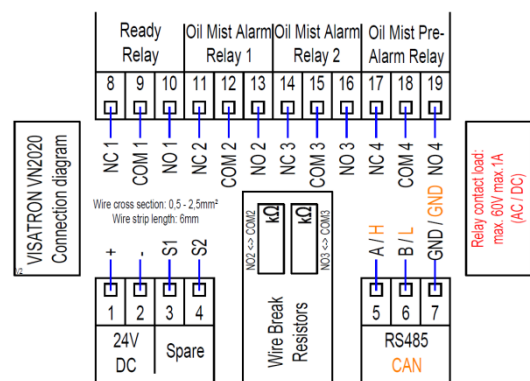 Ready Relay
Oil Mist Alarm Relay 1
Oil Mist Alarm Relay 2
Oil Mist Pre-Alarm Relay
8 9 10 11 12 13 14 15 16 17 18 19
NC 1
COM 1
NO 1
NC 2
COM 2
NO 2
NC 3
COM 3
NO 3
NC 4
COM 4
NO 4
VISATRON VN2020
Connection diagram
V2
Wire cross section: 0,5 - 2,5mm²
Wire strip length: 6mm
+
-
S1
S2
NO2 <-> COM2
kΩ
kΩ
NO3 <-> COM3
Wire Break
Resistors
A / H
B / L
GND / GND
Relay contact load:
max. 60V max.1A
(AC / DC)
1 2 3 4
5 6 7
24V
DC
Spare
RS485
CAN